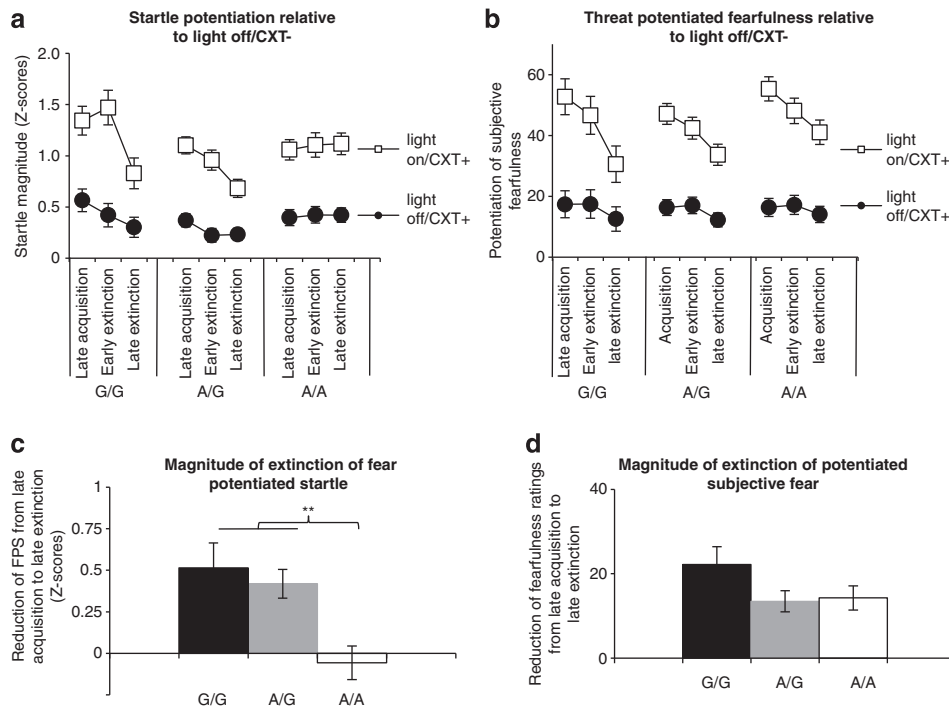 a
Startle potentiation relative
to light off/CXT-
Startle magnitude (Z-scores)
2.0
1.5
1.0
0.5
0
light
on/CXT+
light
off/CXT+
Late acquisition
Early extinction
Late extinction
Late acquisition
Early extinction
Late extinction
Late acquisition
Early extinction
Late extinction
G/G
A/G
A/A
b
Threat potentiated fearfulness relative
to light off/CXT-
Potentiation of subjective
fearfulness
60
40
20
0
light
on/CXT+
light
off/CXT+
Late acquisition
Early extinction
late extinction
Acquisition
Early extinction
late extinction
Acquisition
Early extinction
late extinction
G/G
A/G
A/A
c
Magnitude of extinction of fear
potentiated startle
Reduction of FPS from late
acquisition to late extinction
(Z-scores)
1
0.75
0.5
0.25
0
**
G/G
A/G
A/A
d
Magnitude of extinction of potentiated
subjective fear
Reduction of fearfulness ratings
from late acquisition to
late extinction
40
20
0
G/G
A/G
A/A